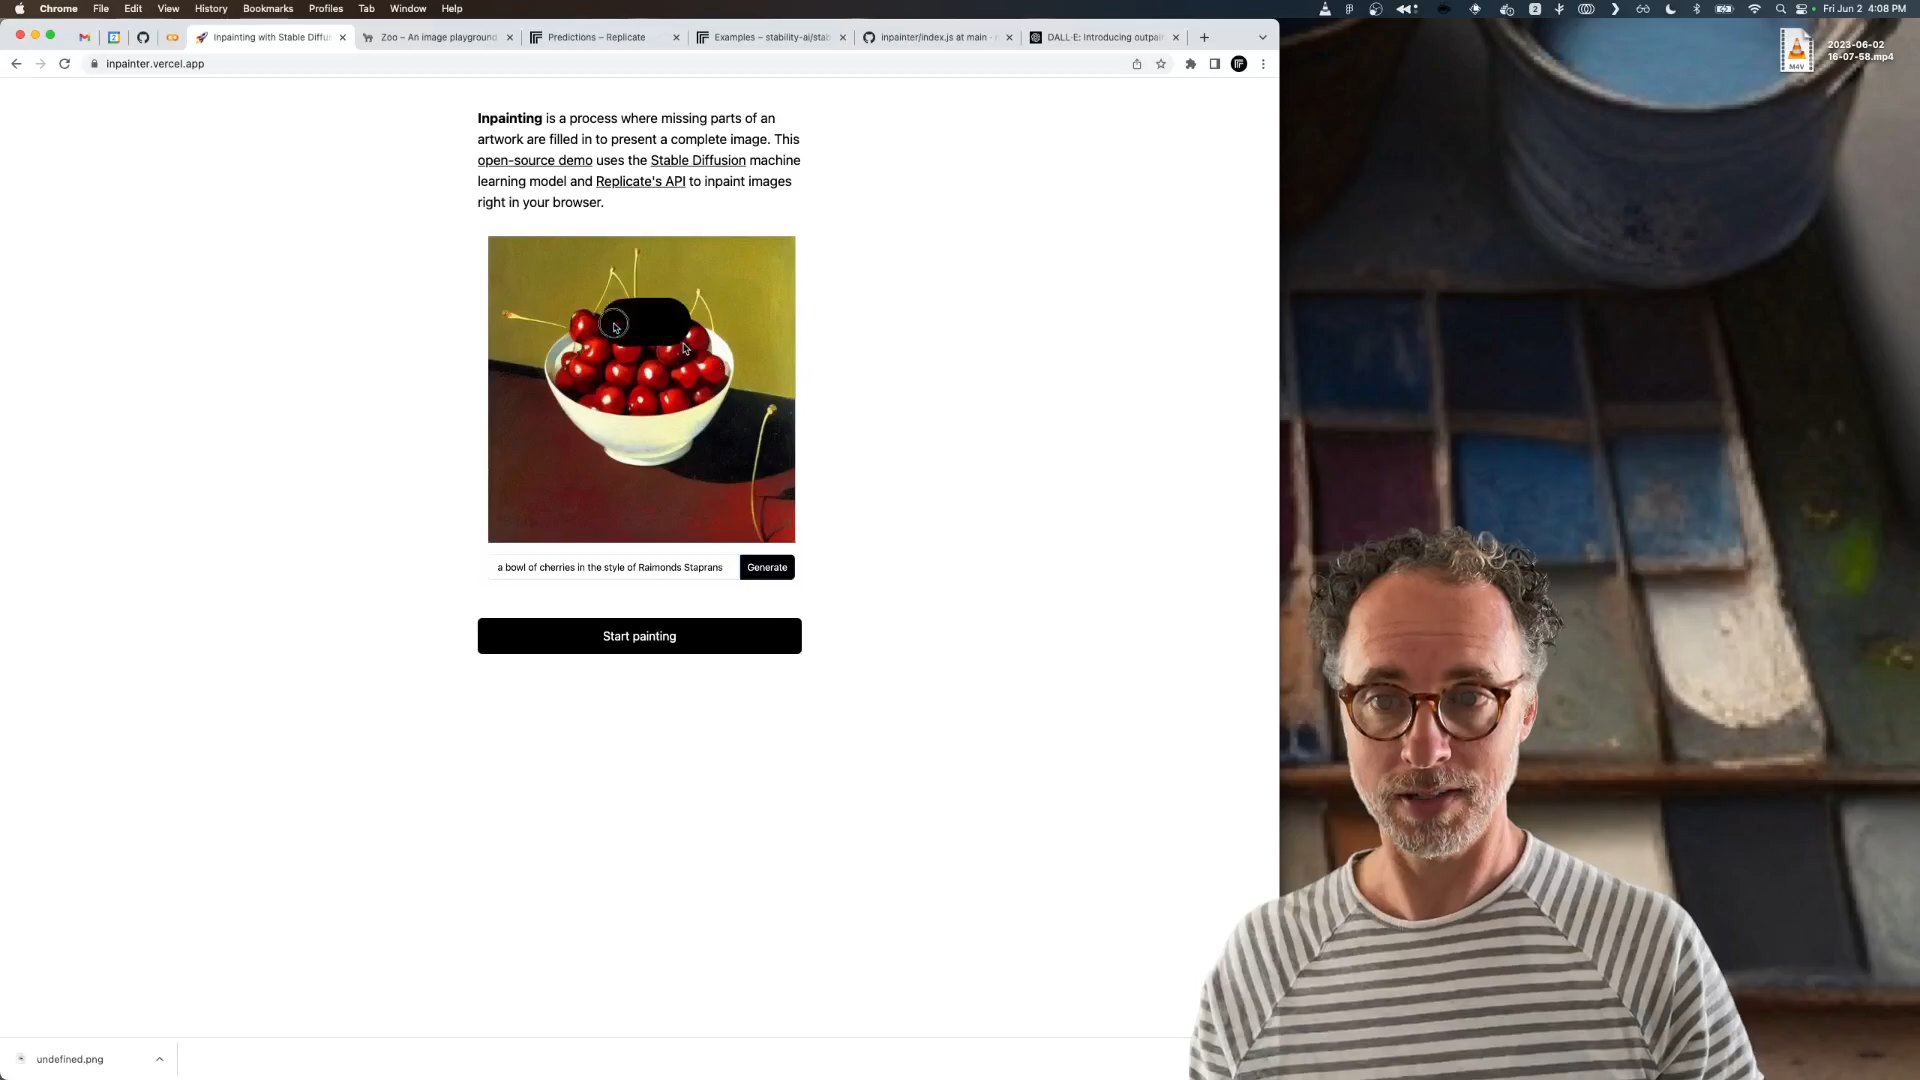 Chrome File Edit View History Bookmarks Profiles Tab Window Help
2 Fri Jun 2 4:08 PM
Inpainting with Stable Diffus
Zoo – An image playground
Predictions – Replicate
Examples – stability-ai/stab
inpainter/index.js at main ·
DALL·E: Introducing outpai
inpainter.vercel.app
2023-06-02
16-07-58.mp4
M4V
Inpainting is a process where missing parts of an
artwork are filled in to present a complete image. This
open-source demo uses the Stable Diffusion machine
learning model and Replicate's API to inpaint images
right in your browser.
a bowl of cherries in the style of Raimonds Staprans
Generate
Start painting
undefined.png